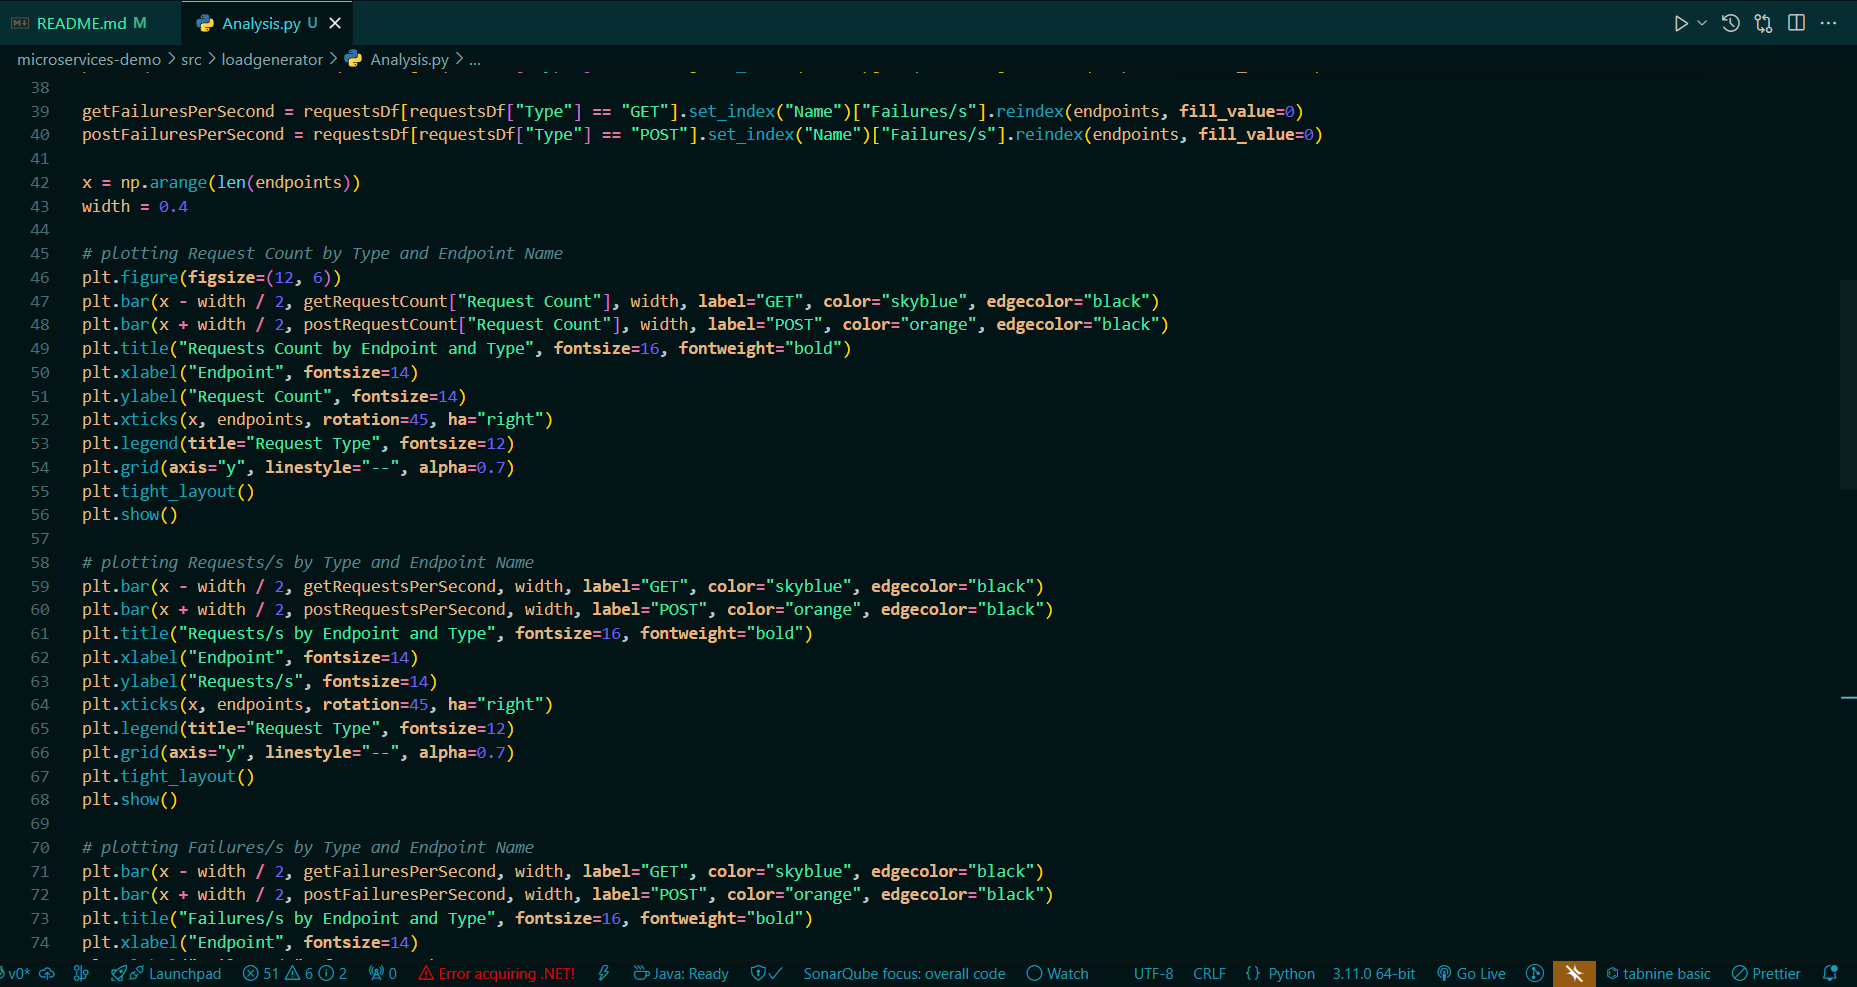 README.md M
Analysis.py U
microservices-demo > src > loadgenerator > Analysis.py > ...
38
39 getFailuresPerSecond = requestsDf[requestsDf["Type"] == "GET"].set_index("Name")["Failures/s"].reindex(endpoints, fill_value=0)
40 postFailuresPerSecond = requestsDf[requestsDf["Type"] == "POST"].set_index("Name")["Failures/s"].reindex(endpoints, fill_value=0)
41
42 x = np.arange(len(endpoints))
43 width = 0.4
44
45 # plotting Request Count by Type and Endpoint Name
46 plt.figure(figsize=(12, 6))
47 plt.bar(x - width / 2, getRequestCount["Request Count"], width, label="GET", color="skyblue", edgecolor="black")
48 plt.bar(x + width / 2, postRequestCount["Request Count"], width, label="POST", color="orange", edgecolor="black")
49 plt.title("Requests Count by Endpoint and Type", fontsize=16, fontweight="bold")
50 plt.xlabel("Endpoint", fontsize=14)
51 plt.ylabel("Request Count", fontsize=14)
52 plt.xticks(x, endpoints, rotation=45, ha="right")
53 plt.legend(title="Request Type", fontsize=12)
54 plt.grid(axis="y", linestyle="--", alpha=0.7)
55 plt.tight_layout()
56 plt.show()
57
58 # plotting Requests/s by Type and Endpoint Name
59 plt.bar(x - width / 2, getRequestsPerSecond, width, label="GET", color="skyblue", edgecolor="black")
60 plt.bar(x + width / 2, postRequestsPerSecond, width, label="POST", color="orange", edgecolor="black")
61 plt.title("Requests/s by Endpoint and Type", fontsize=16, fontweight="bold")
62 plt.xlabel("Endpoint", fontsize=14)
63 plt.ylabel("Requests/s", fontsize=14)
64 plt.xticks(x, endpoints, rotation=45, ha="right")
65 plt.legend(title="Request Type", fontsize=12)
66 plt.grid(axis="y", linestyle="--", alpha=0.7)
67 plt.tight_layout()
68 plt.show()
69
70 # plotting Failures/s by Type and Endpoint Name
71 plt.bar(x - width / 2, getFailuresPerSecond, width, label="GET", color="skyblue", edgecolor="black")
72 plt.bar(x + width / 2, postFailuresPerSecond, width, label="POST", color="orange", edgecolor="black")
73 plt.title("Failures/s by Endpoint and Type", fontsize=16, fontweight="bold")
74 plt.xlabel("Endpoint", fontsize=14)
v0* Launchpad 51 6 2 0 Error acquiring .NET! Java: Ready SonarQube focus: overall code Watch UTF-8 CRLF {} Python 3.11.0 64-bit Go Live tabnine basic Prettier